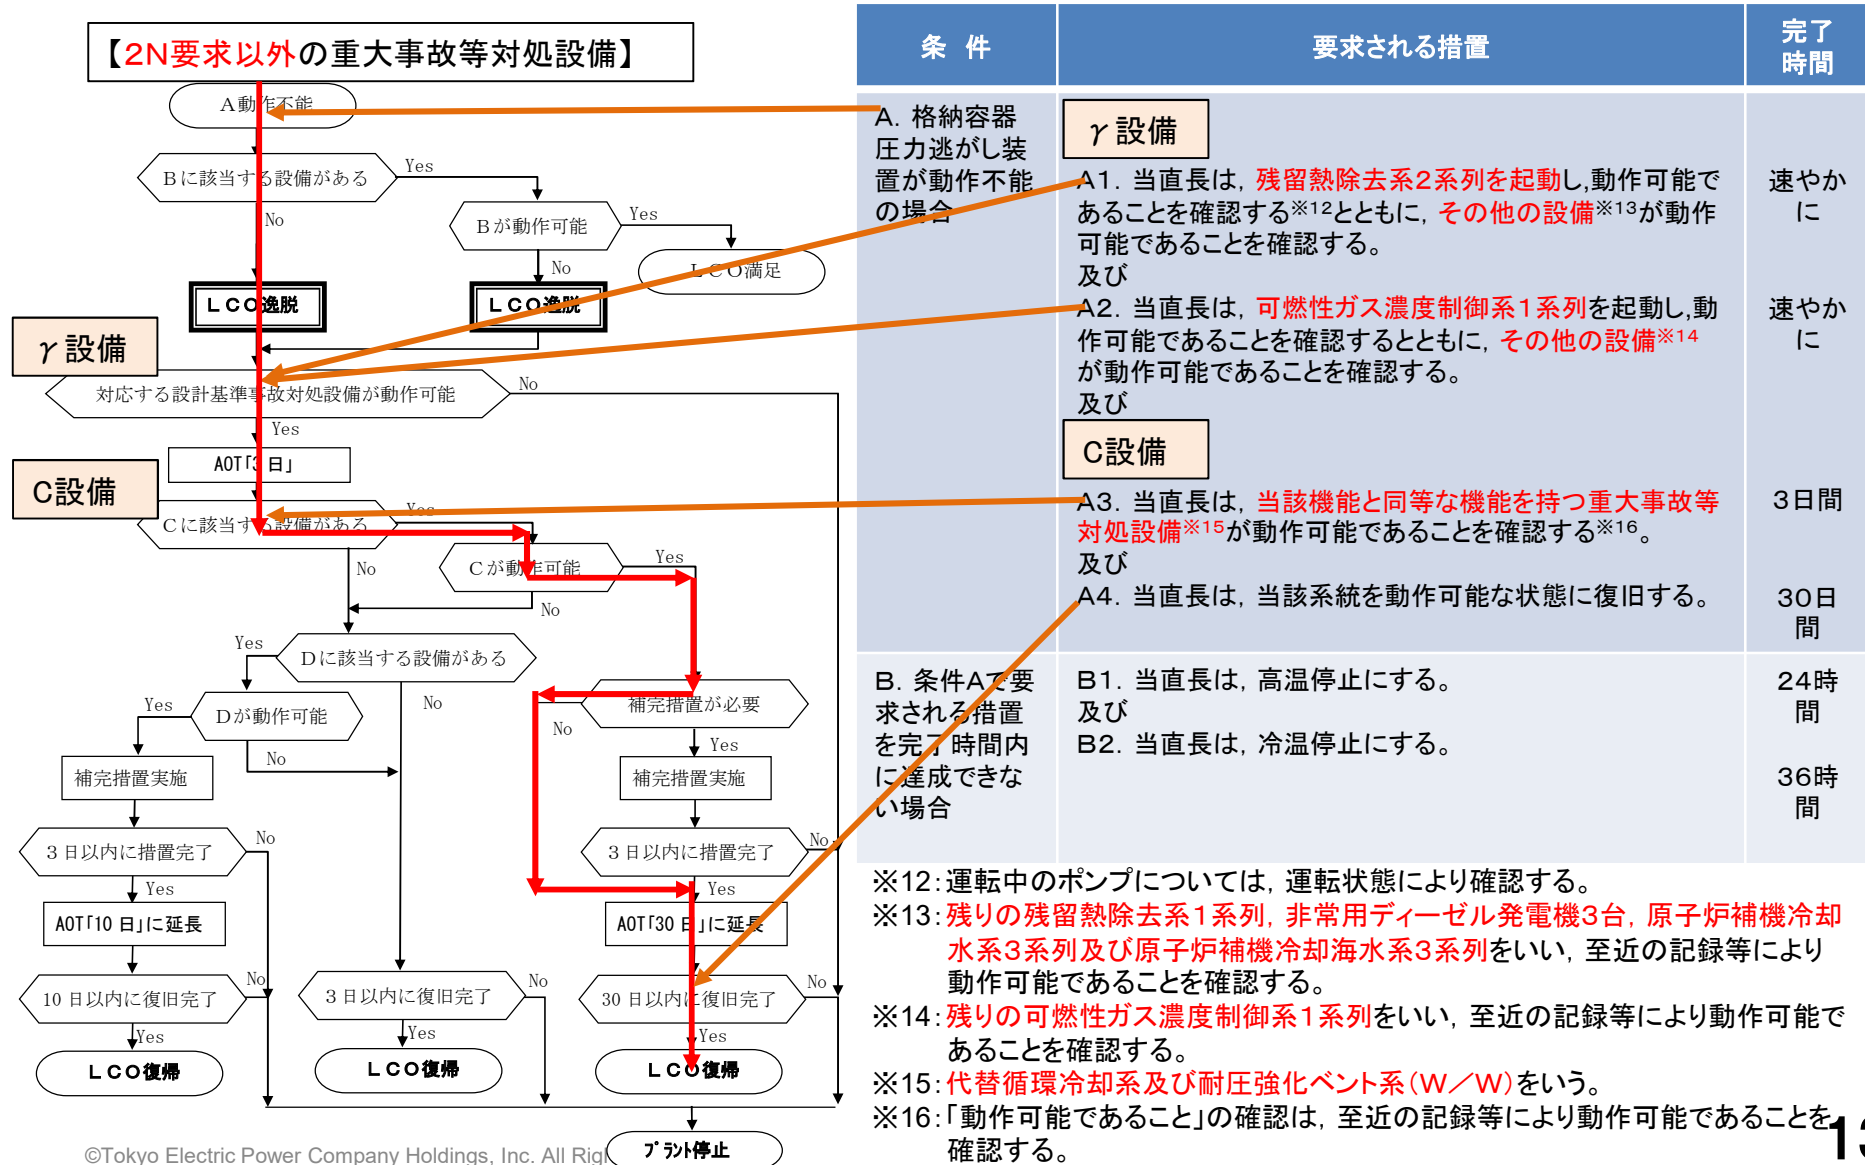 【2N要求以外の重大事故等対処設備】
A動作不能
Bに該当する設備がある
Yes
No
Bが動作可能
Yes
No
LCO満足
LCO逸脱
LCO逸脱
γ設備
対応する設計基準事故対処設備が動作可能
No
Yes
AOT「3日」
C設備
Cに該当する設備がある
Yes
No
Cが動作可能
Yes
No
Dに該当する設備がある
Yes
No
Dが動作可能
Yes
No
補完措置が必要
No
Yes
補完措置実施
補完措置実施
3日以内に措置完了
No
Yes
3日以内に措置完了
No
Yes
AOT「10日」に延長
AOT「30日」に延長
10日以内に復旧完了
No
Yes
3日以内に復旧完了
No
Yes
30日以内に復旧完了
No
Yes
LCO復帰
LCO復帰
LCO復帰
プラント停止
©Tokyo Electric Power Company Holdings, Inc. All
条 件
要求される措置
完了
時間
A. 格納容器
圧力逃がし装
置が動作不能
の場合
γ設備
A1. 当直長は, 残留熱除去系2系列を起動し,動作可能で
あることを確認する※12とともに, その他の設備※13が動作
可能であることを確認する。
及び
速やか
に
A2. 当直長は, 可燃性ガス濃度制御系1系列を起動し,動
作可能であることを確認するとともに, その他の設備※14
が動作可能であることを確認する。
及び
速やか
に
C設備
A3. 当直長は, 当該機能と同等な機能を持つ重大事故等
対処設備※15が動作可能であることを確認する※16。
及び
3日間
A4. 当直長は, 当該系統を動作可能な状態に復旧する。
30日
間
B. 条件Aで要
求される措置
を完了時間内
に達成できな
い場合
B1. 当直長は, 高温停止にする。
及び
B2. 当直長は, 冷温停止にする。
24時
間
36時
間
※12:運転中のポンプについては, 運転状態により確認する。
※13:残りの残留熱除去系1系列, 非常用ディーゼル発電機3台, 原子炉補機冷却
水系3系列及び原子炉補機冷却海水系3系列をいい, 至近の記録等により
動作可能であることを確認する。
※14:残りの可燃性ガス濃度制御系1系列をいい, 至近の記録等により動作可能で
あることを確認する。
※15:代替循環冷却系及び耐圧強化ベント系(W/W)をいう。
※16:「動作可能であること」の確認は, 至近の記録等により動作可能であることを
確認する。